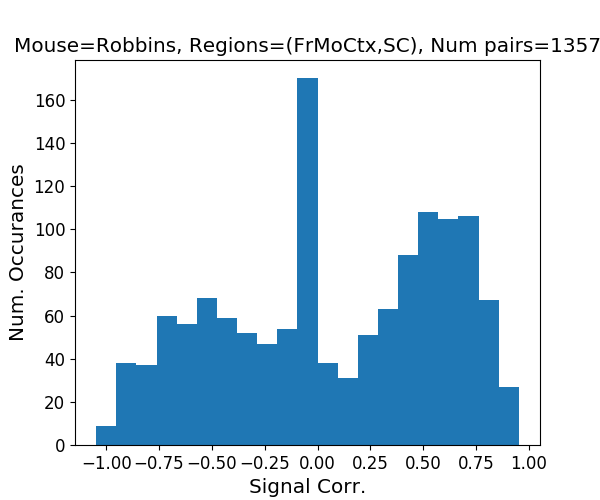 Mouse=Robbins, Regions=(FrMoCtx,SC), Num pairs=1357
160
140
120
100
80
60
40
20
0
Num. Occurances
−1.00 −0.75 −0.50 −0.25 0.00 0.25 0.50 0.75 1.00
Signal Corr.